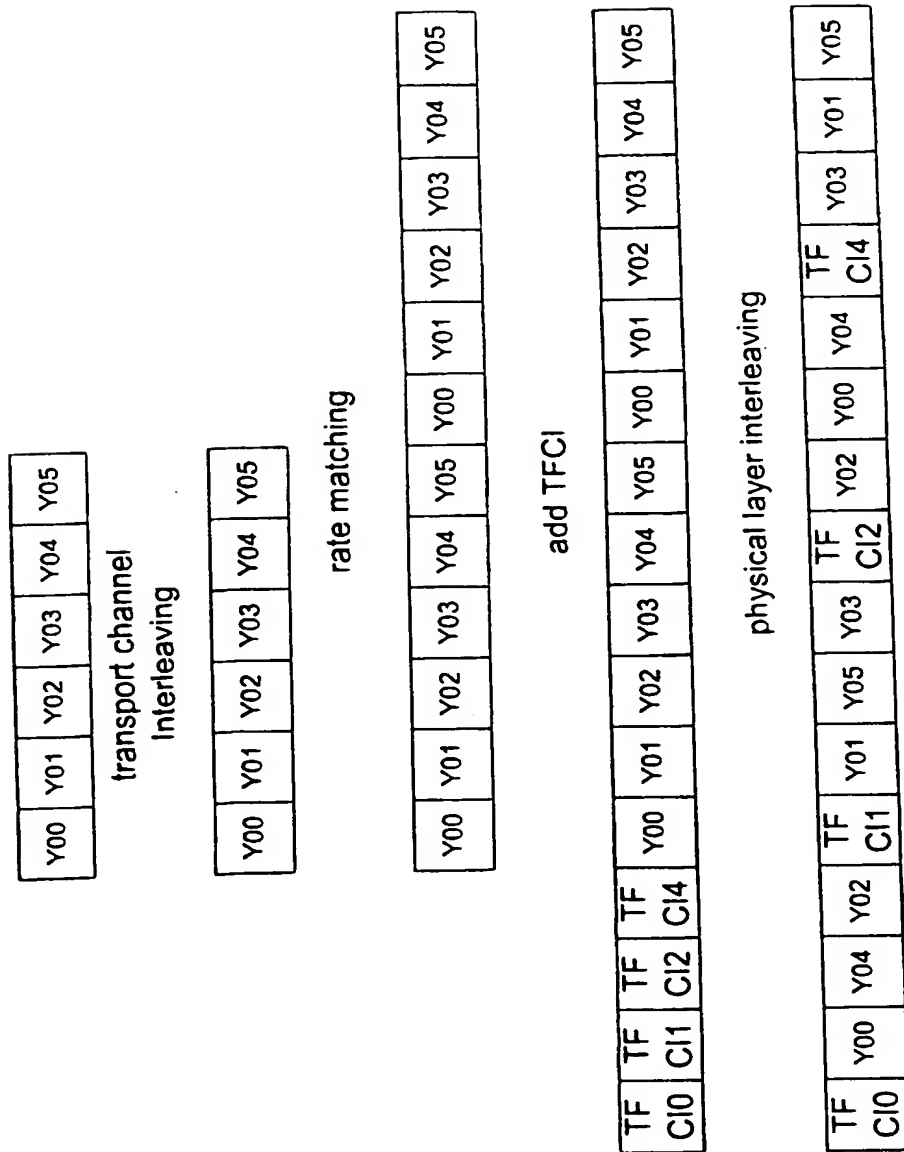 Y00 Y01 Y02 Y03 Y04 Y05
transport channel
Interleaving
Y00 Y01 Y02 Y03 Y04 Y05
rate matching
Y00 Y01 Y02 Y03 Y04 Y05 Y00 Y01 Y02 Y03 Y04 Y05
add TFCI
TF TF TF TF Y00 Y01 Y02 Y03 Y04 Y05 Y00 Y01 Y02 Y03 Y04 Y05
CI0 CI1 CI2 CI4
physical layer interleaving
TF Y00 Y04 Y02 TF Y01 Y05 Y03 TF Y02 Y00 Y04 TF Y03 Y01 Y05
CI0 CI1 CI2 CI4